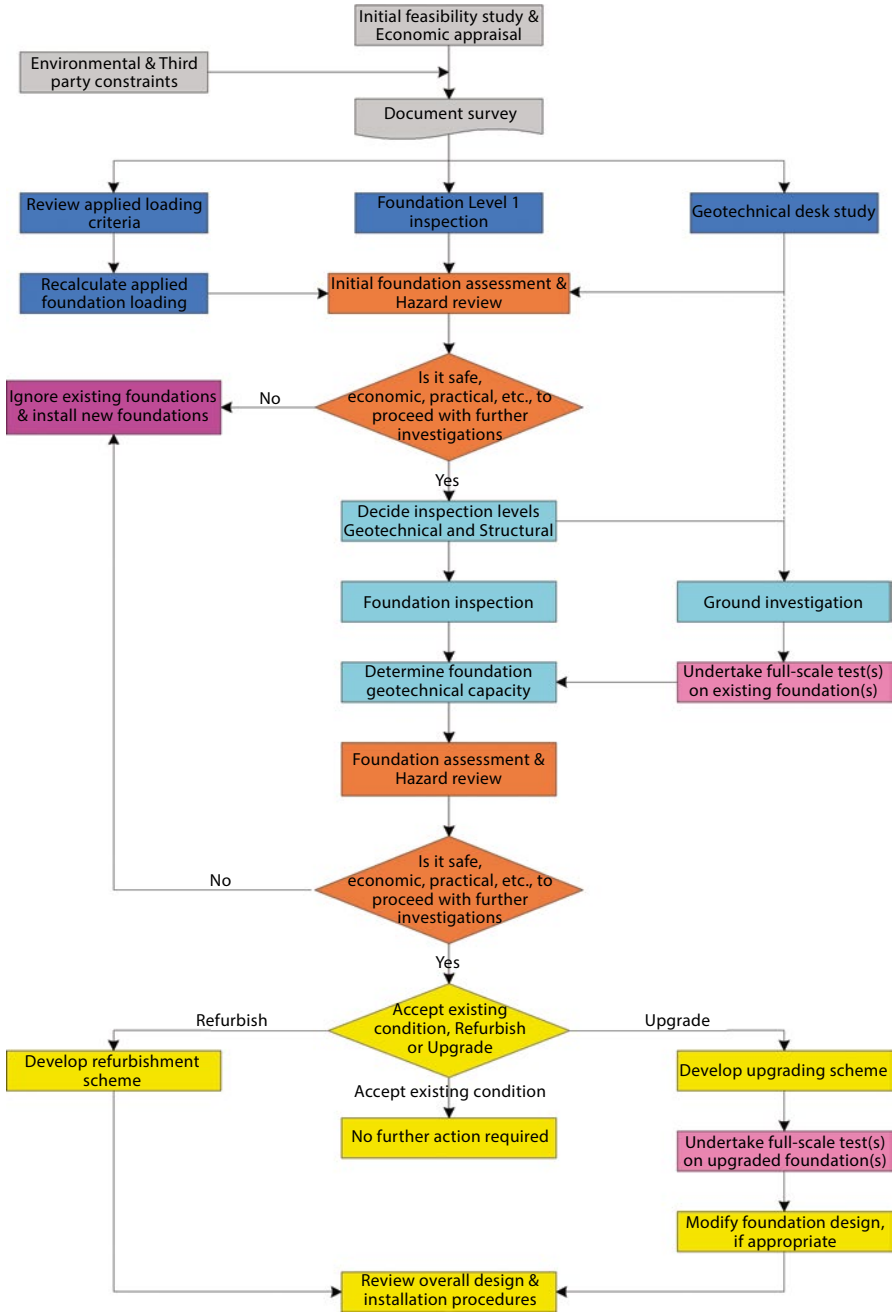 Initial feasibility study &
Economic appraisal
Environmental & Third
party constraints
Document survey
Review applied loading
criteria
Foundation Level 1
inspection
Geotechnical desk study
Recalculate applied
foundation loading
Initial foundation assessment &
Hazard review
Is it safe,
economic, practical, etc., to
proceed with further
investigations
No
Ignore existing foundations
& install new foundations
Yes
Decide inspection levels
Geotechnical and Structural
Foundation inspection
Ground investigation
Determine foundation
geotechnical capacity
Undertake full-scale test(s)
on existing foundation(s)
Foundation assessment &
Hazard review
Is it safe,
economic, practical, etc., to
proceed with further
investigations
No
Yes
Accept existing
condition, Refurbish
or Upgrade
Refurbish
Upgrade
Develop refurbishment
scheme
Accept existing condition
Develop upgrading scheme
No further action required
Undertake full-scale test(s)
on upgraded foundation(s)
Modify foundation design,
if appropriate
Review overall design &
installation procedures